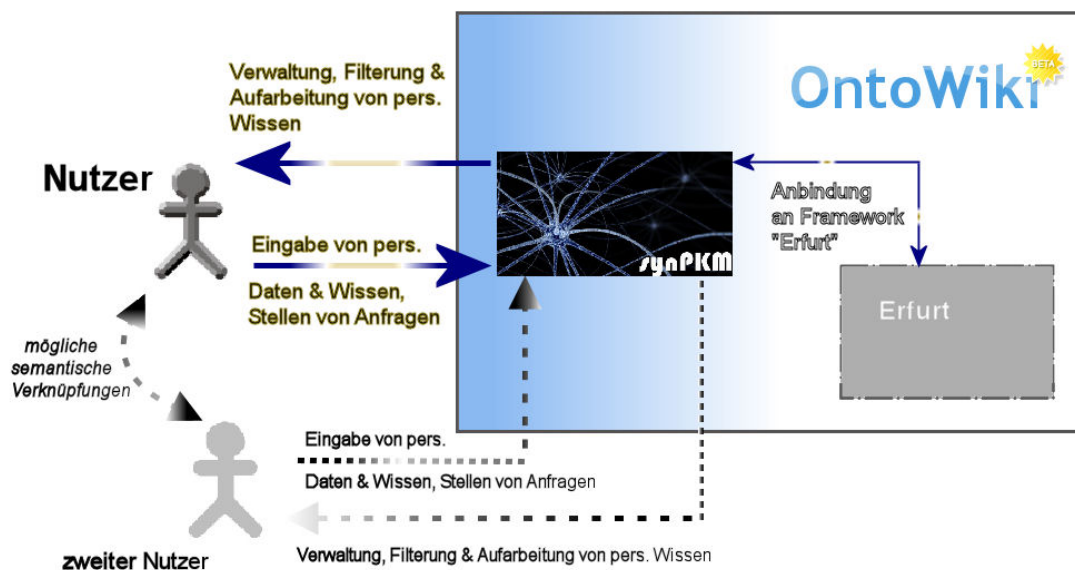 Verwaltung, Filterung &
Aufarbeitung von pers.
Wissen
OntoWiki
BETA
Nutzer
Anbindung
an Framework
"Erfurt"
Eingabe von pers.
Daten & Wissen,
Stellen von Anfragen
synPKM
Erfurt
mögliche
semantische
Verknüpfungen
Eingabe von pers.
Daten & Wissen, Stellen von Anfragen
zweiter Nutzer
Verwaltung, Filterung & Aufarbeitung von pers. Wissen